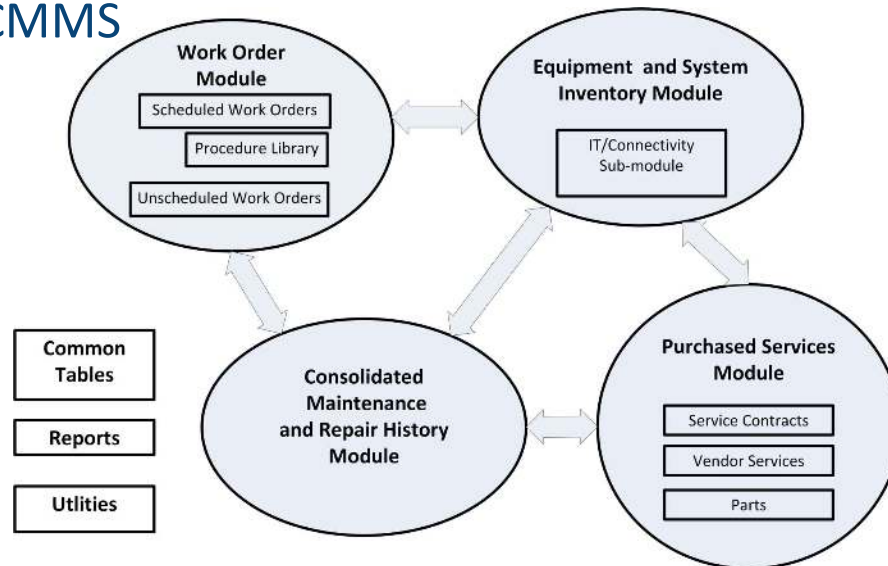 CMMS
Work Order
Module
Scheduled Work Orders
Procedure Library
Unscheduled Work Orders
Equipment and System
Inventory Module
IT/Connectivity
Sub-module
Common
Tables
Reports
Utlities
Consolidated
Maintenance
and Repair History
Module
Purchased Services
Module
Service Contracts
Vendor Services
Parts